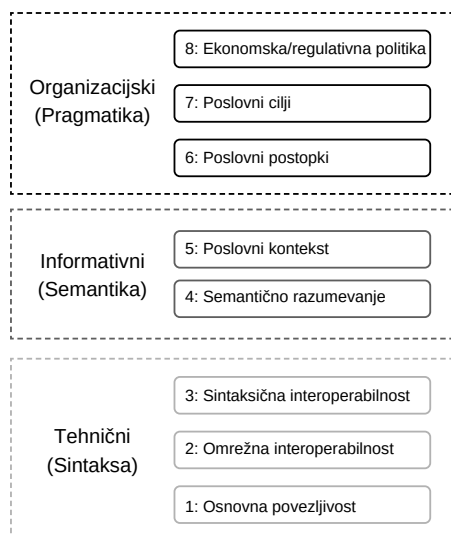 8: Ekonomska/regulativna politika
Organizacijski
(Pragmatika)
7: Poslovni cilji
6: Poslovni postopki
5: Poslovni kontekst
Informativni
(Semantika)
4: Semantično razumevanje
3: Sintaksična interoperabilnost
Tehnični
(Sintaksa)
2: Omrežna interoperabilnost
1: Osnovna povezljivost